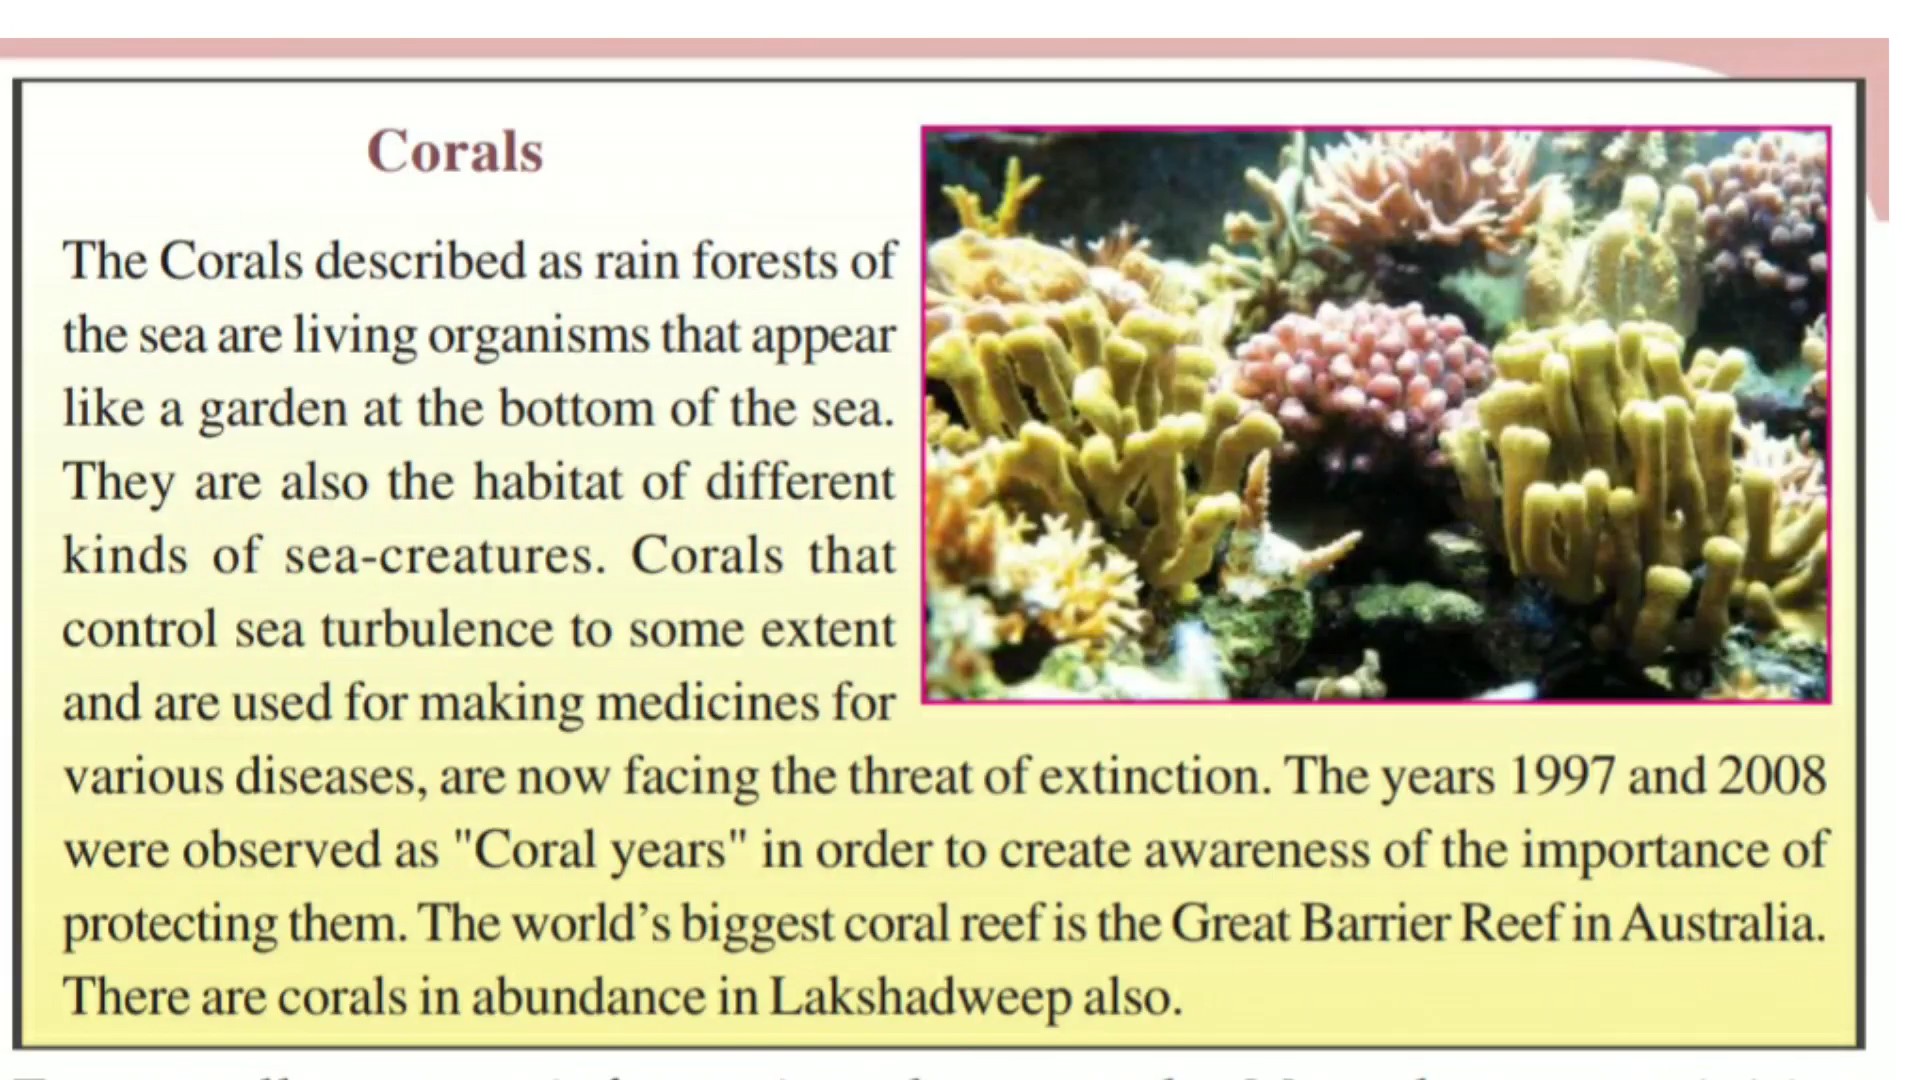 Corals
The Corals described as rain forests of
the sea are living organisms that appear
like a garden at the bottom of the sea.
They are also the habitat of different
kinds of sea-creatures. Corals that
control sea turbulence to some extent
and are used for making medicines for
various diseases, are now facing the threat of extinction. The years 1997 and 2008
were observed as "Coral years" in order to create awareness of the importance of
protecting them. The world’s biggest coral reef is the Great Barrier Reef in Australia.
There are corals in abundance in Lakshadweep also.